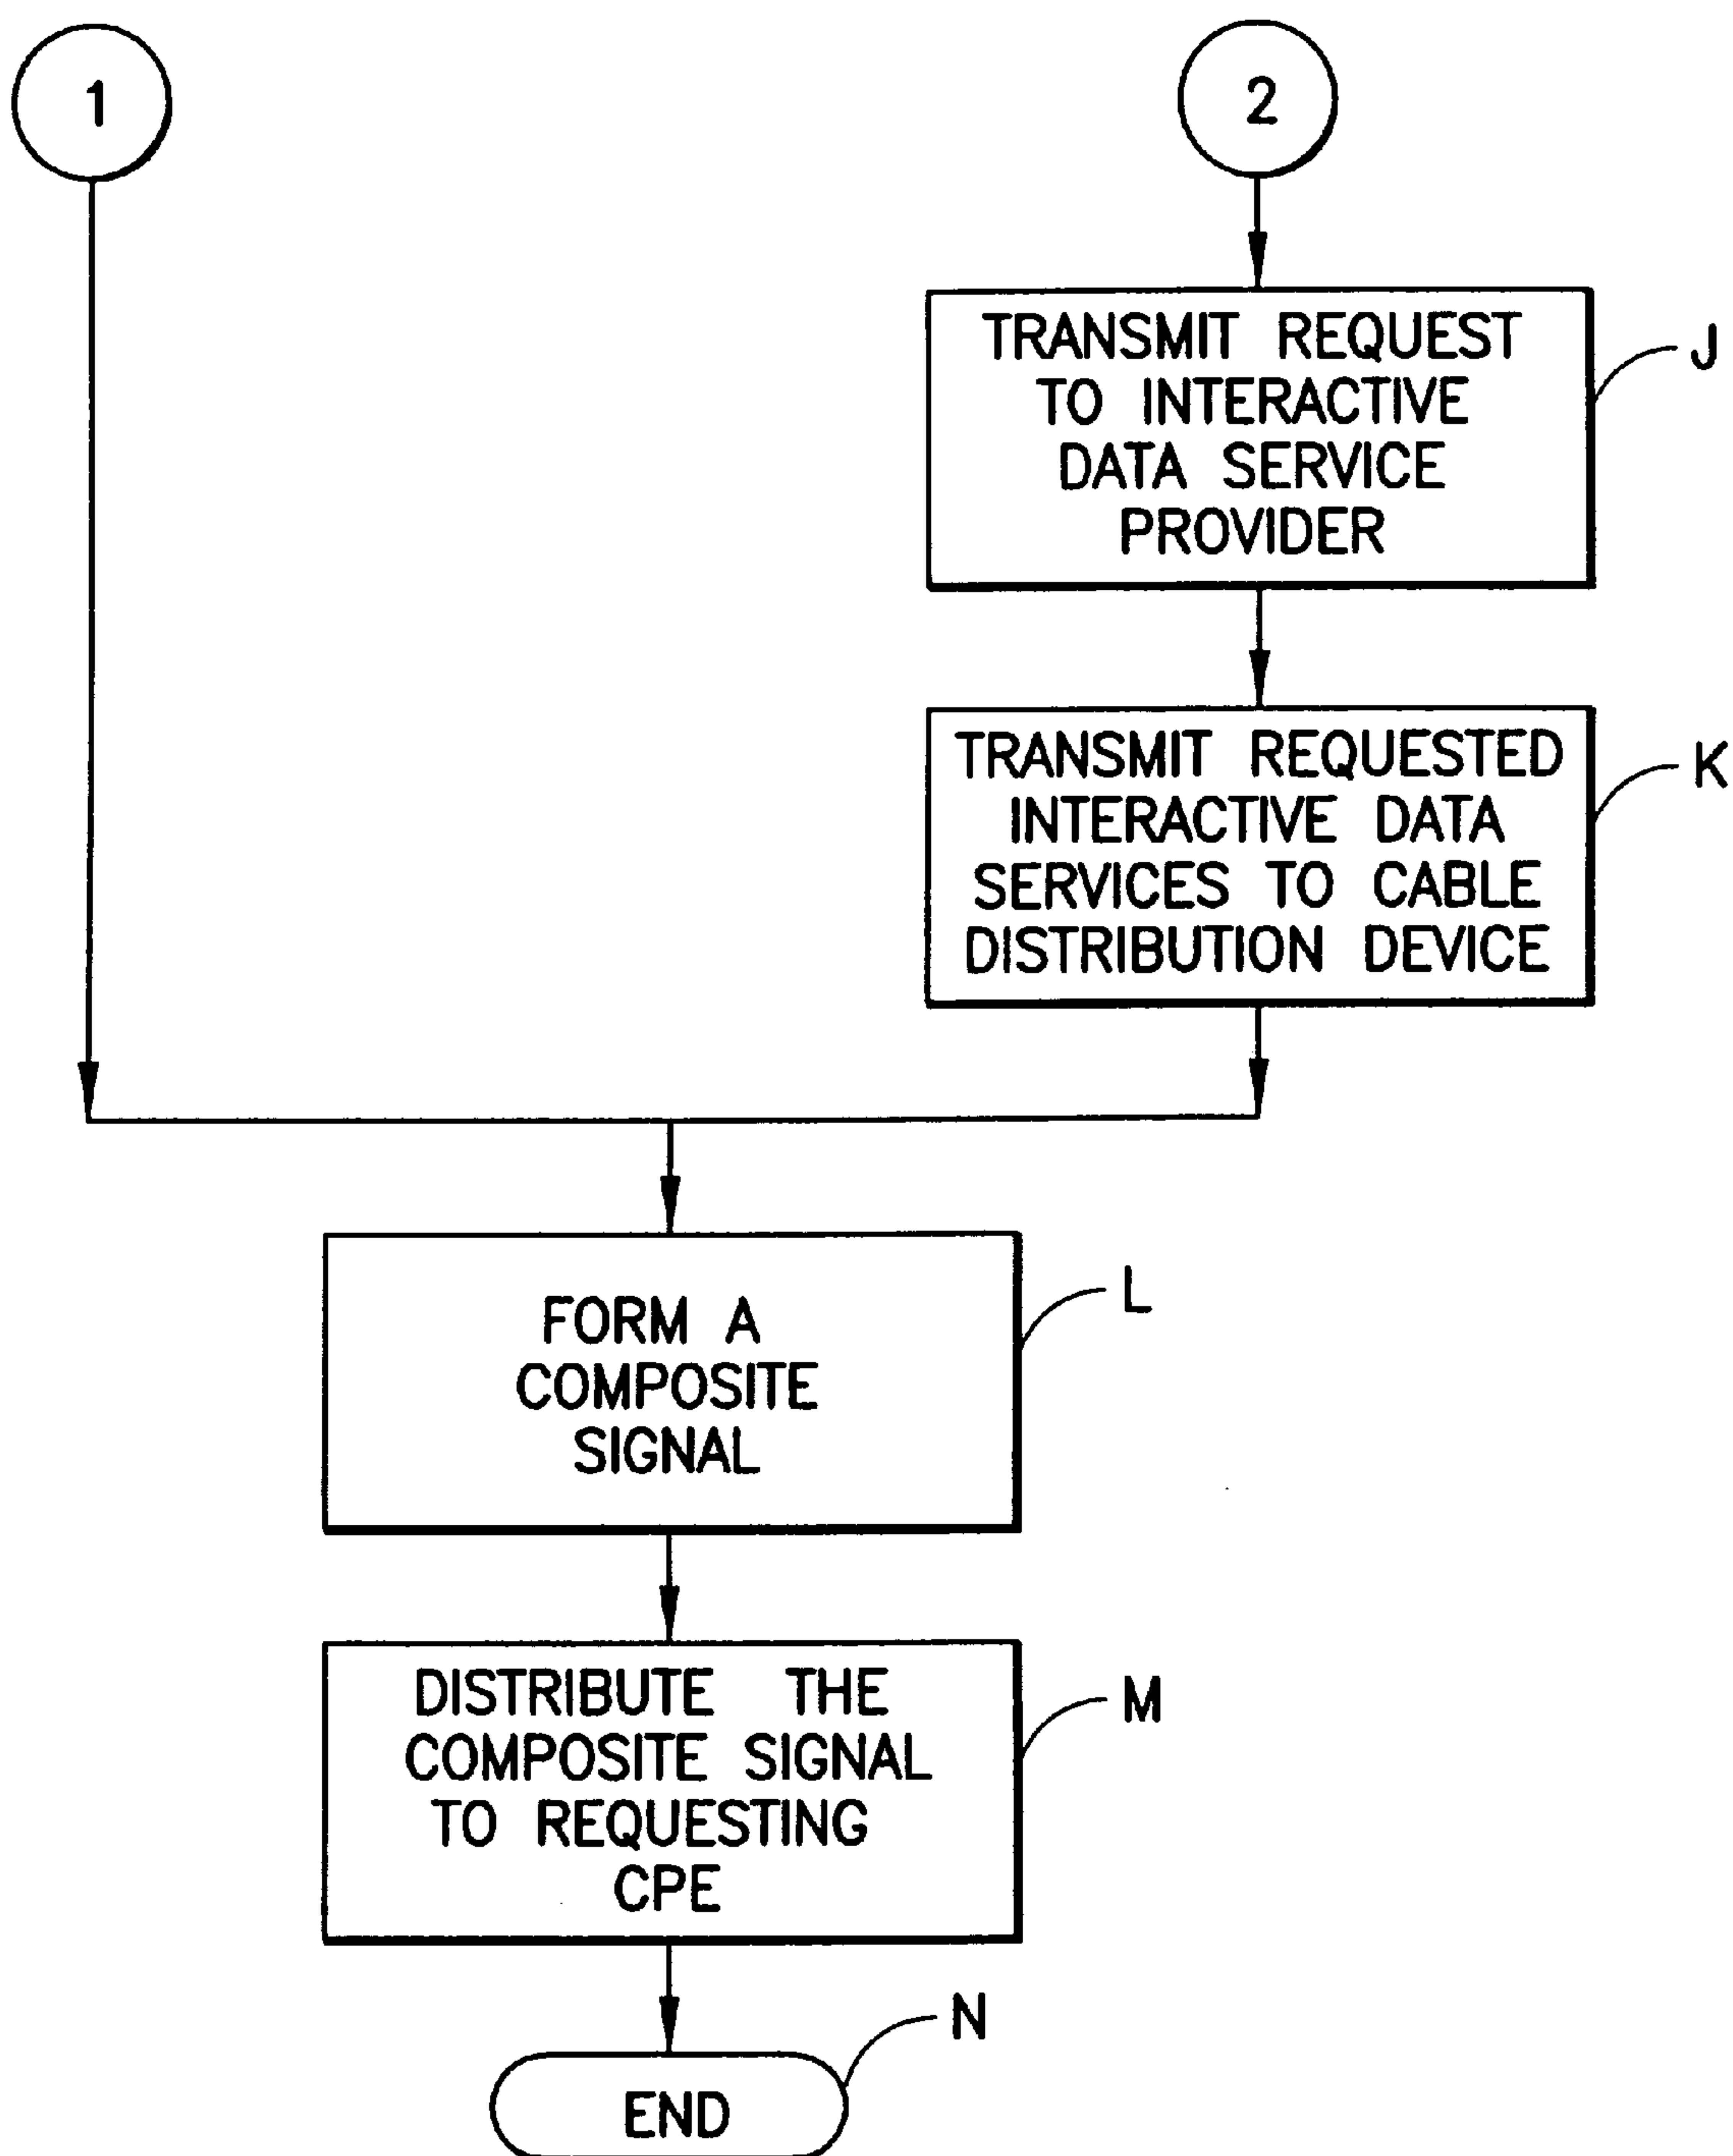 1
2
TRANSMIT REQUEST
TO INTERACTIVE
DATA SERVICE
PROVIDER
J
TRANSMIT REQUESTED
INTERACTIVE DATA
SERVICES TO CABLE
DISTRIBUTION DEVICE
K
FORM A
COMPOSITE
SIGNAL
L
DISTRIBUTE THE
COMPOSITE SIGNAL
TO REQUESTING
CPE
M
END
N